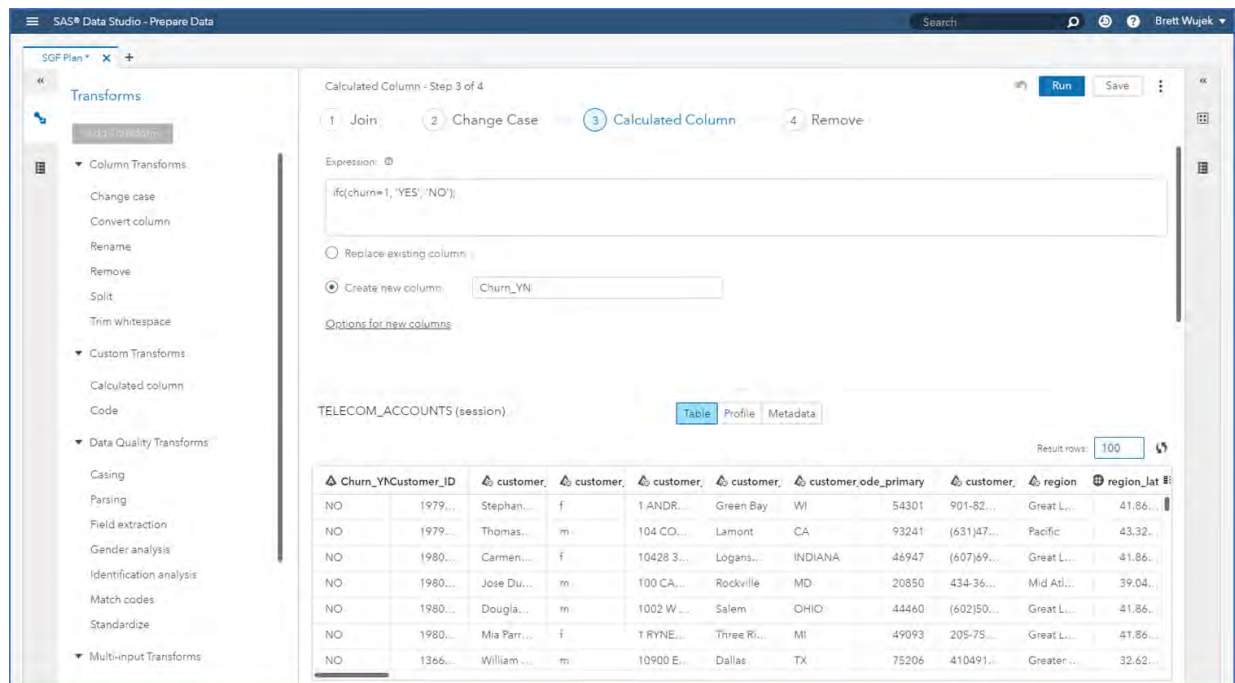 SAS® Data Studio - Prepare Data Search Brett Wujek
SGF Plan * X +
Transforms
Add Transform
Column Transforms
Change case
Convert column
Rename
Remove
Split
Trim whitespace
Custom Transforms
Calculated column
Code
Data Quality Transforms
Casing
Parsing
Field extraction
Gender analysis
Identification analysis
Match codes
Standardize
Multi-input Transforms
Calculated Column - Step 3 of 4 Run Save
1 Join 2 Change Case 3 Calculated Column 4 Remove
Expression:
ifc(churn=1, 'YES', 'NO');
Replace existing column
Create new column Churn_YN
Options for new columns
TELECOM_ACCOUNTS (session) Table Profile Metadata
Result rows: 100
Churn_YNCustomer_ID customer_ customer_ customer_ customer_ customer_ode_primary customer_ region region_lat
NO 1979... Stephan... f 1 ANDR... Green Bay WI 54301 901-82... Great L... 41.86...
NO 1979... Thomas... m 104 CO... Lamont CA 93241 (631)47... Pacific 43.32...
NO 1980... Carmen... f 10428 3... Logans... INDIANA 46947 (607)69... Great L... 41.86...
NO 1980... Jose Du... m 100 CA... Rockville MD 20850 434-36... Mid Atl... 39.04...
NO 1980... Dougla... m 1002 W... Salem OHIO 44460 (602)50... Great L... 41.86...
NO 1980... Mia Parr... f 1 RYNE... Three Ri... MI 49093 205-75... Great L... 41.86...
NO 1366... William ... m 10900 E... Dallas TX 75206 410491... Greater ... 32.62...